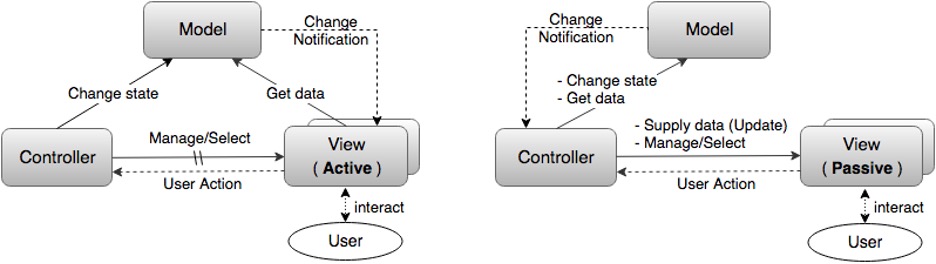 Model
Change
Notification
Change state
Get data
Controller
Manage/Select
User Action
View
( Active )
interact
User
Change
Notification
Model
- Change state
- Get data
Controller
- Supply data (Update)
- Manage/Select
User Action
View
( Passive )
interact
User